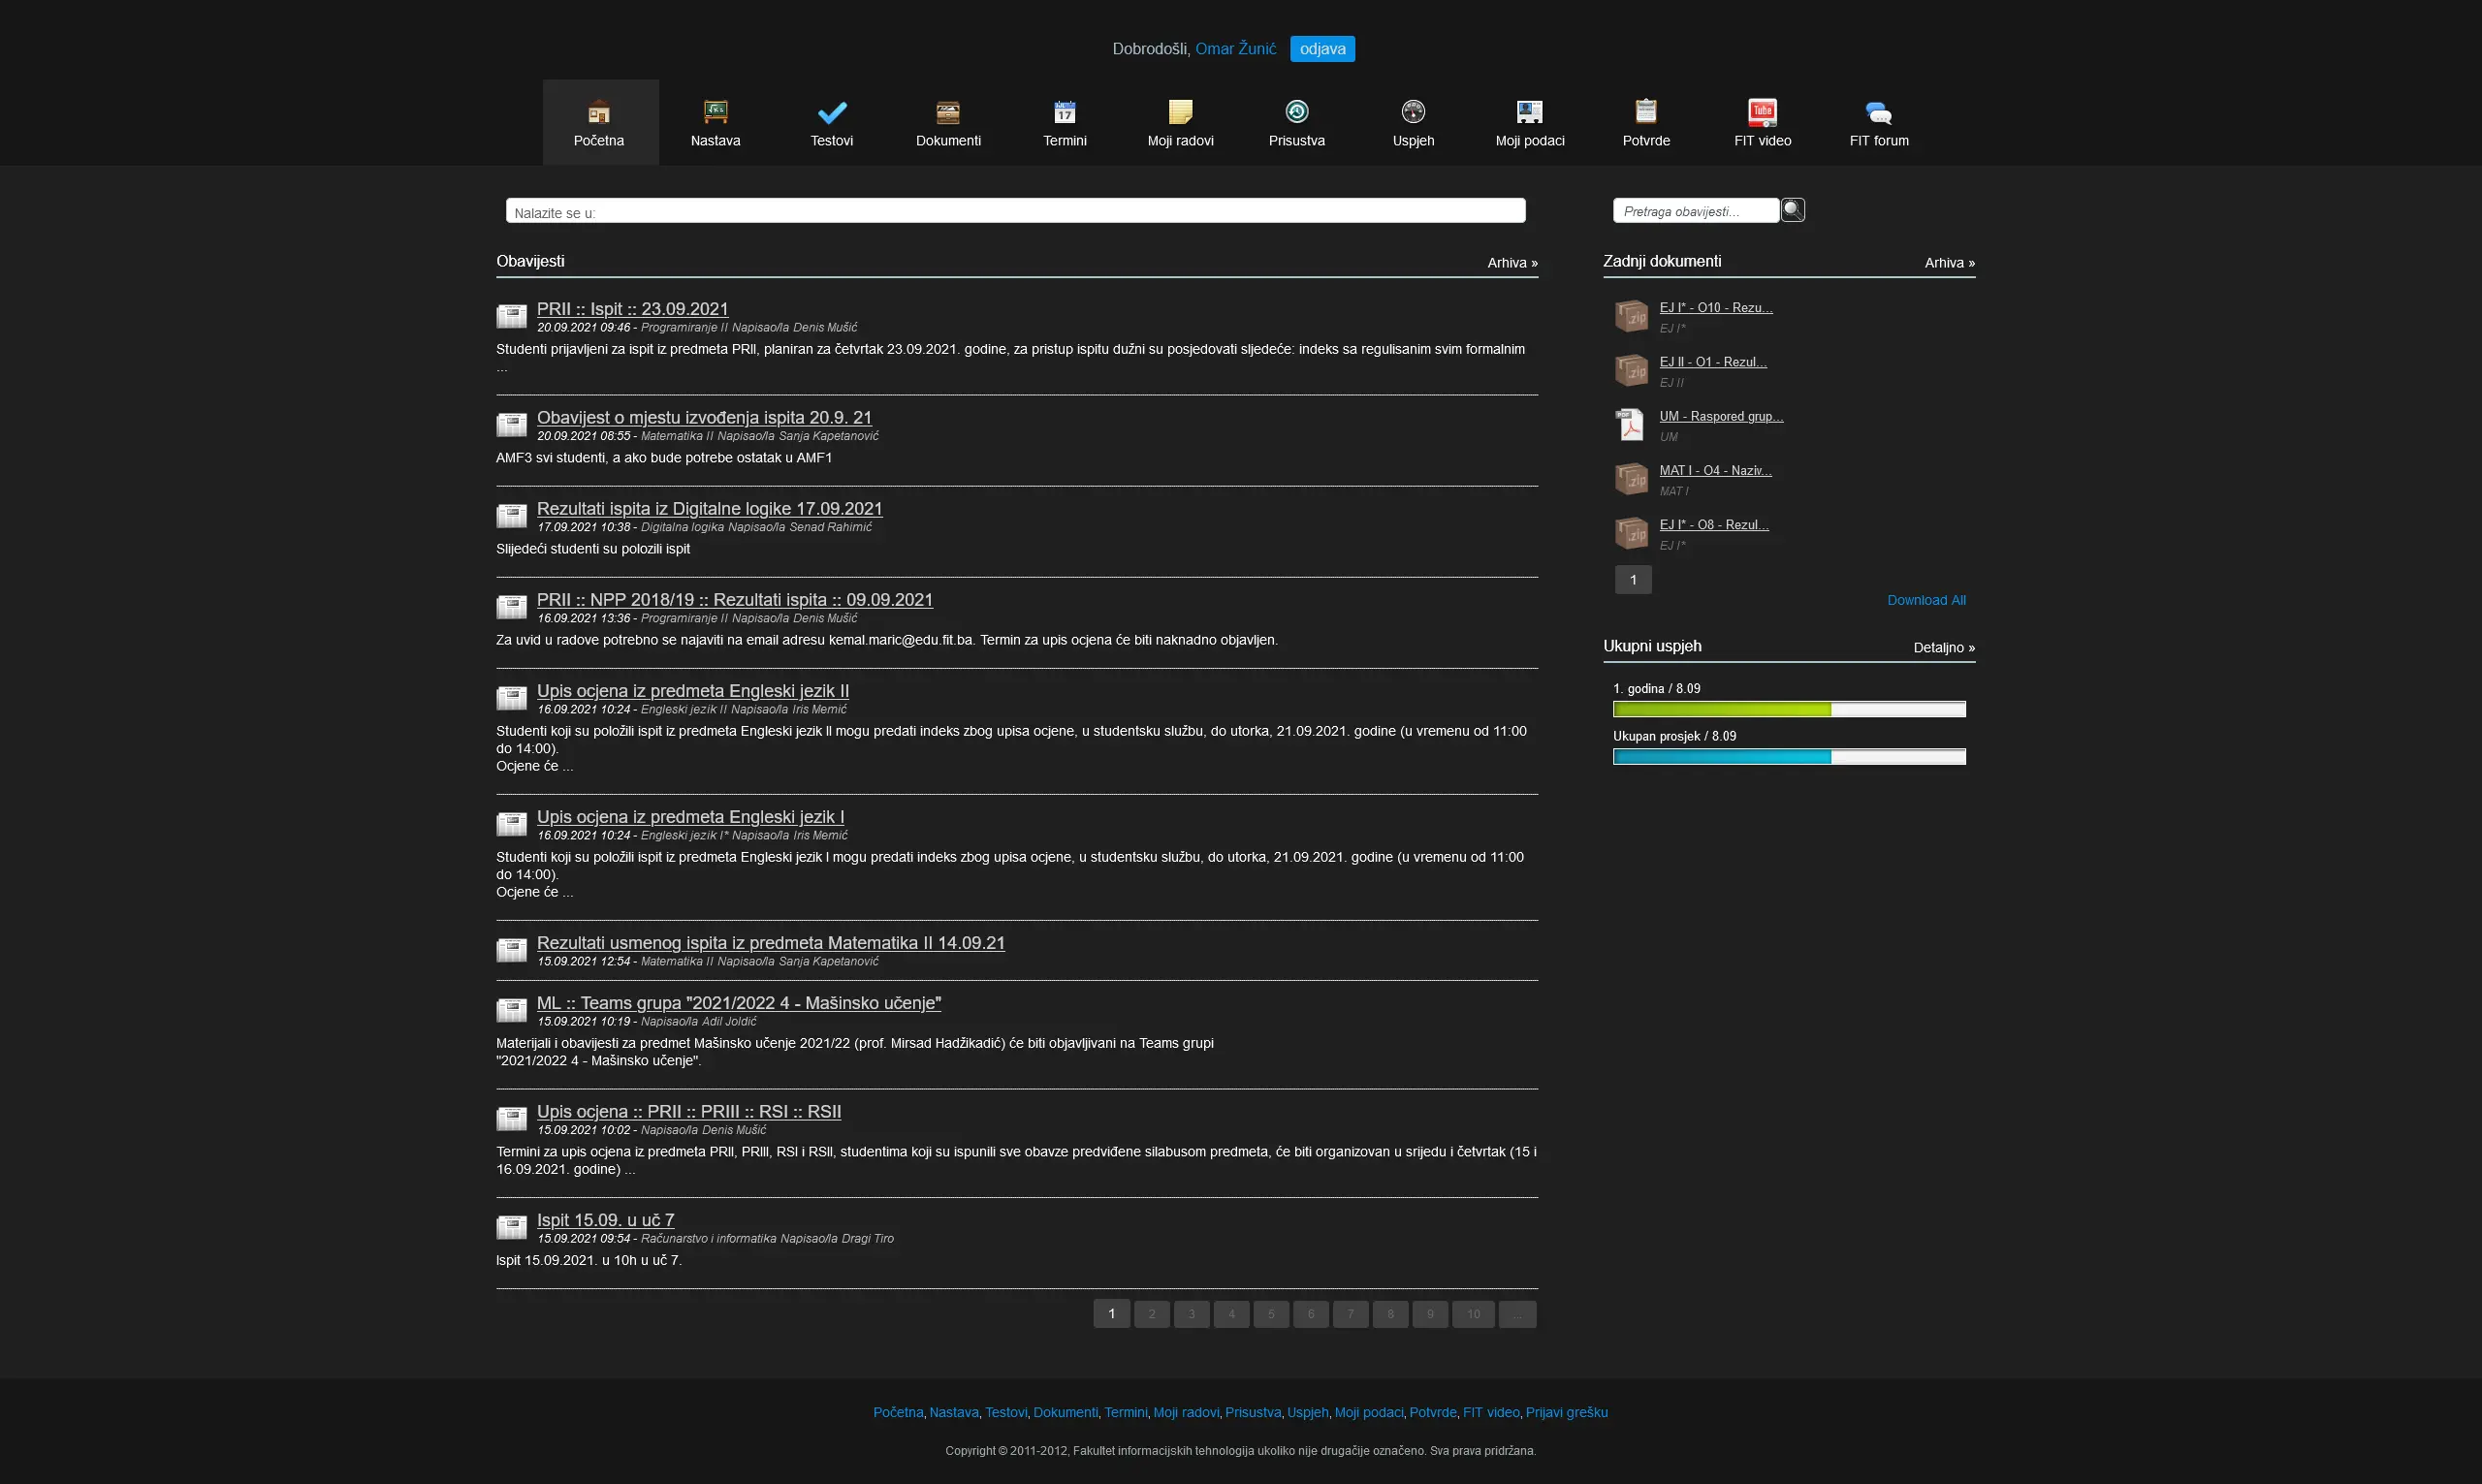 Dobrodošli, Omar Žunić odjava
Početna
Nastava
Testovi
Dokumenti
17
Termini
Moji radovi
Prisustva
Uspjeh
Moji podaci
Potvrde
Tube
FIT video
FIT forum
Nalazite se u:
Pretraga obavijesti...
Obavijesti
Arhiva »
PRII :: Ispit :: 23.09.2021
20.09.2021 09:46 - Programiranje II Napisao/la Denis Mušić
Studenti prijavljeni za ispit iz predmeta PRII, planiran za četvrtak 23.09.2021. godine, za pristup ispitu dužni su posjedovati sljedeće: indeks sa regulisanim svim formalnim
...
Obavijest o mjestu izvođenja ispita 20.9. 21
20.09.2021 08:55 - Matematika II Napisao/la Sanja Kapetanović
AMF3 svi studenti, a ako bude potrebe ostatak u AMF1
Rezultati ispita iz Digitalne logike 17.09.2021
17.09.2021 10:38 - Digitalna logika Napisao/la Senad Rahimić
Slijedeći studenti su polozili ispit
PRII :: NPP 2018/19 :: Rezultati ispita :: 09.09.2021
16.09.2021 13:36 - Programiranje II Napisao/la Denis Mušić
Za uvid u radove potrebno se najaviti na email adresu kemal.maric@edu.fit.ba. Termin za upis ocjena će biti naknadno objavljen.
Upis ocjena iz predmeta Engleski jezik II
16.09.2021 10:24 - Engleski jezik II Napisao/la Iris Memić
Studenti koji su položili ispit iz predmeta Engleski jezik II mogu predati indeks zbog upisa ocjene, u studentsku službu, do utorka, 21.09.2021. godine (u vremenu od 11:00
do 14:00).
Ocjene će ...
Upis ocjena iz predmeta Engleski jezik I
16.09.2021 10:24 - Engleski jezik I* Napisao/la Iris Memić
Studenti koji su položili ispit iz predmeta Engleski jezik I mogu predati indeks zbog upisa ocjene, u studentsku službu, do utorka, 21.09.2021. godine (u vremenu od 11:00
do 14:00).
Ocjene će ...
Rezultati usmenog ispita iz predmeta Matematika II 14.09.21
15.09.2021 12:54 - Matematika II Napisao/la Sanja Kapetanović
ML :: Teams grupa "2021/2022 4 - Mašinsko učenje"
15.09.2021 10:19 - Napisao/la Adil Joldić
Materijali i obavijesti za predmet Mašinsko učenje 2021/22 (prof. Mirsad Hadžikadić) će biti objavljivani na Teams grupi
"2021/2022 4 - Mašinsko učenje".
Upis ocjena :: PRII :: PRIII :: RSI :: RSII
15.09.2021 10:02 - Napisao/la Denis Mušić
Termini za upis ocjena iz predmeta PRII, PRIII, RSI i RSII, studentima koji su ispunili sve obavze predviđene silabusom predmeta, će biti organizovan u srijedu i četvrtak (15 i
16.09.2021. godine) ...
Ispit 15.09. u uč 7
15.09.2021 09:54 - Računarstvo i informatika Napisao/la Dragi Tiro
Ispit 15.09.2021. u 10h u uč 7.
1 2 3 4 5 6 7 8 9 10 ...
Zadnji dokumenti
Arhiva »
.zip
EJ I* - O10 - Rezu...
EJ I*
.zip
EJ II - O1 - Rezul...
EJ II
PDF
UM - Raspored grup...
UM
.zip
MAT I - O4 - Naziv...
MAT I
.zip
EJ I* - O8 - Rezul...
EJ I*
1
Download All
Ukupni uspjeh
Detaljno »
1. godina / 8.09
Ukupan prosjek / 8.09
Početna, Nastava, Testovi, Dokumenti, Termini, Moji radovi, Prisustva, Uspjeh, Moji podaci, Potvrde, FIT video, Prijavi grešku
Copyright © 2011-2012, Fakultet informacijskih tehnologija ukoliko nije drugačije označeno. Sva prava pridržana.